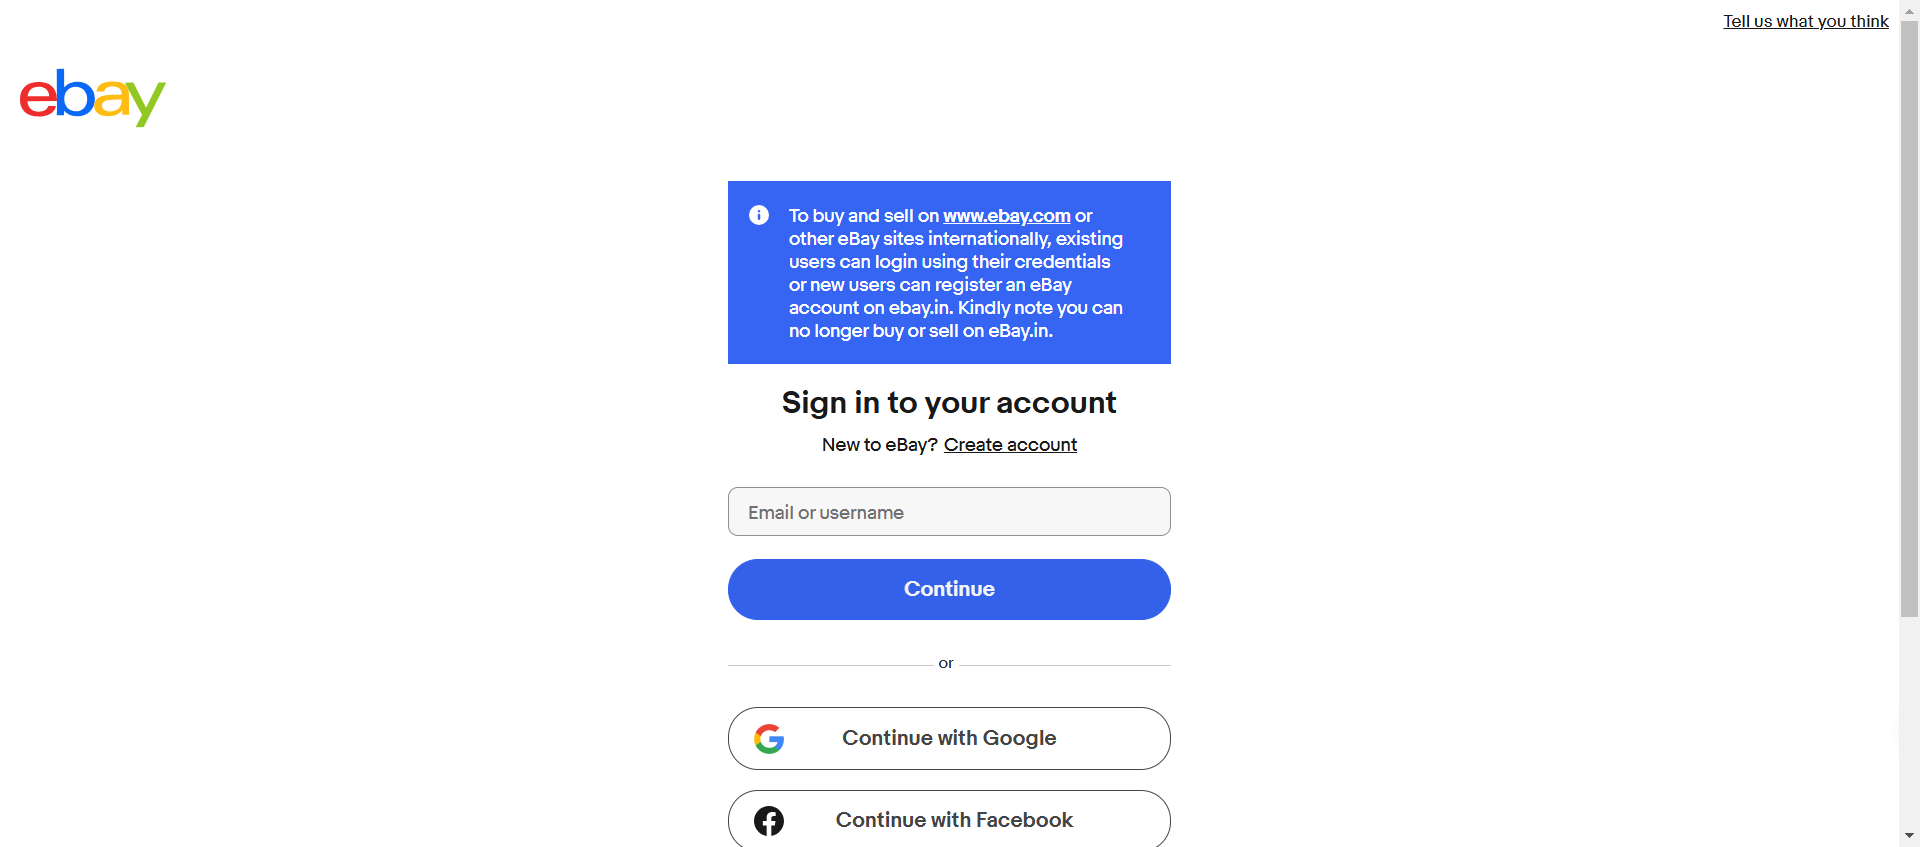 Tell us what you think
ebay
To buy and sell on www.ebay.com or
other eBay sites internationally, existing
users can login using their credentials
or new users can register an eBay
account on ebay.in. Kindly note you can
no longer buy or sell on eBay.in.
Sign in to your account
New to eBay? Create account
Email or username
Continue
or
Continue with Google
Continue with Facebook